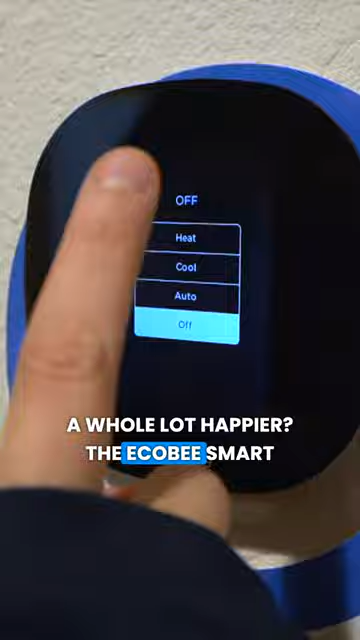 OFF
Heat
Cool
Auto
Off
A WHOLE LOT HAPPIER?
THE ECOBEE SMART